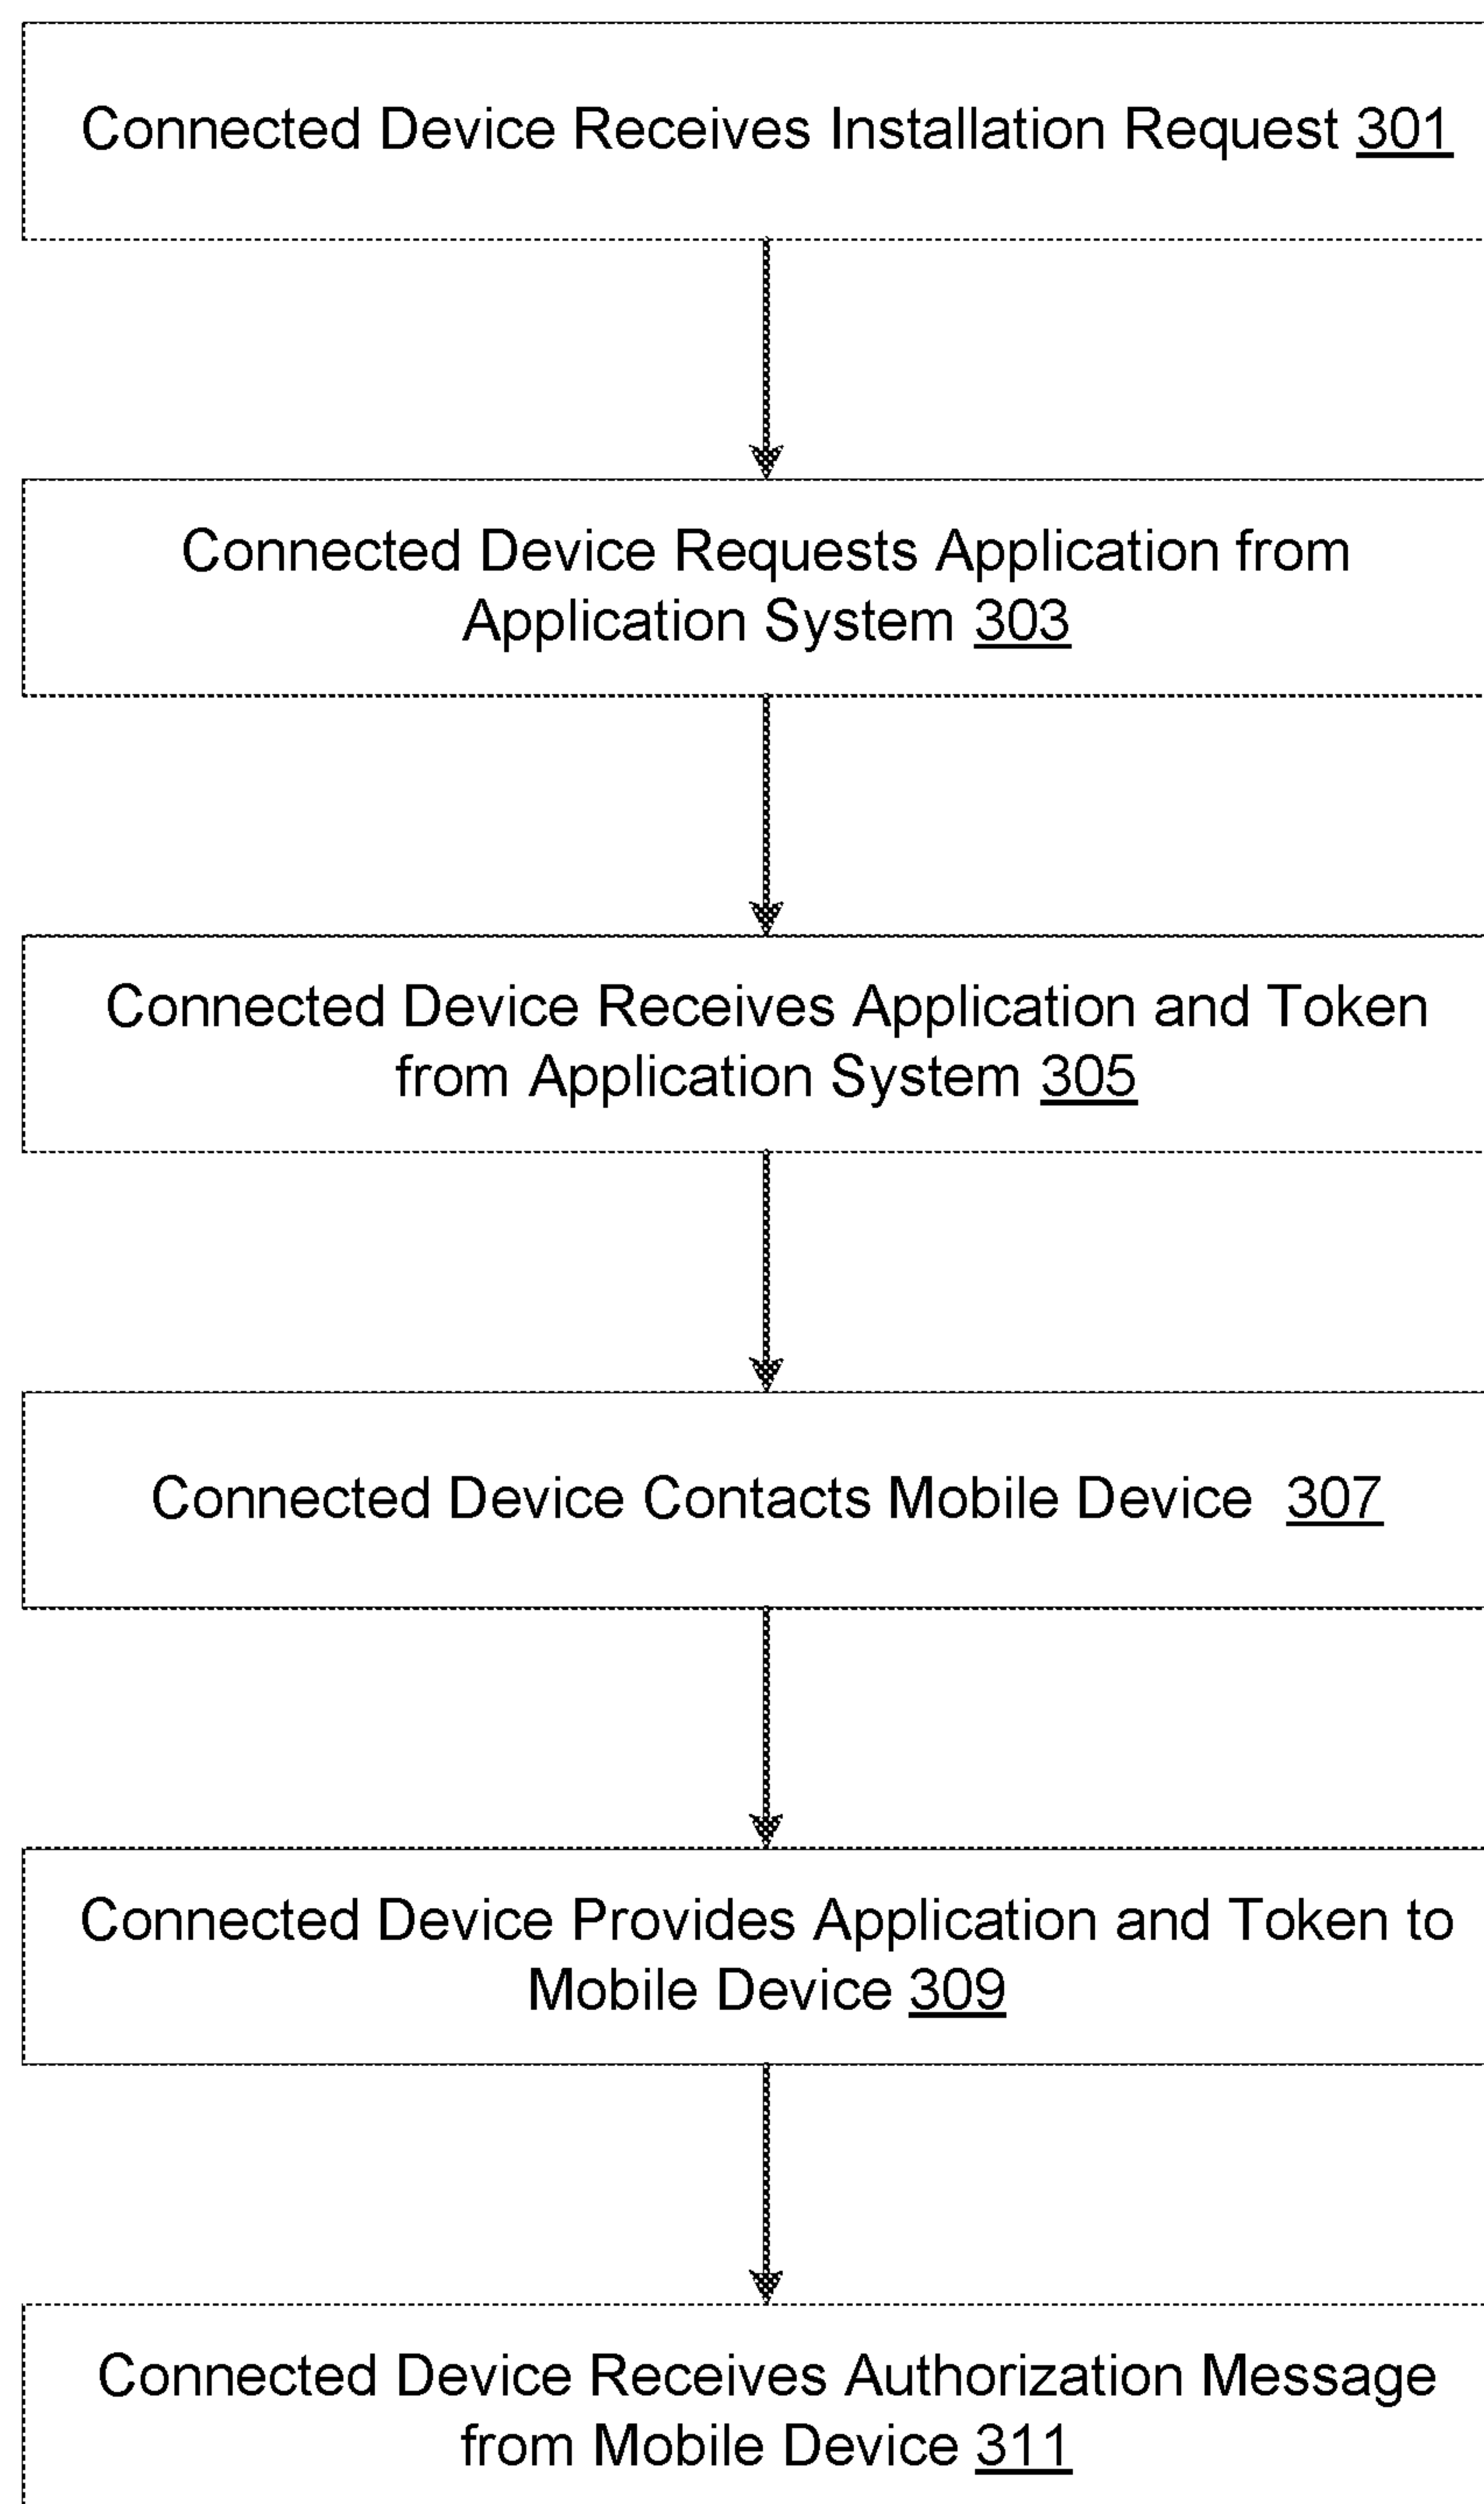 Connected Device Receives Installation Request 301
Connected Device Requests Application from
Application System 303
Connected Device Receives Application and Token
from Application System 305
Connected Device Contacts Mobile Device 307
Connected Device Provides Application and Token to
Mobile Device 309
Connected Device Receives Authorization Message
from Mobile Device 311